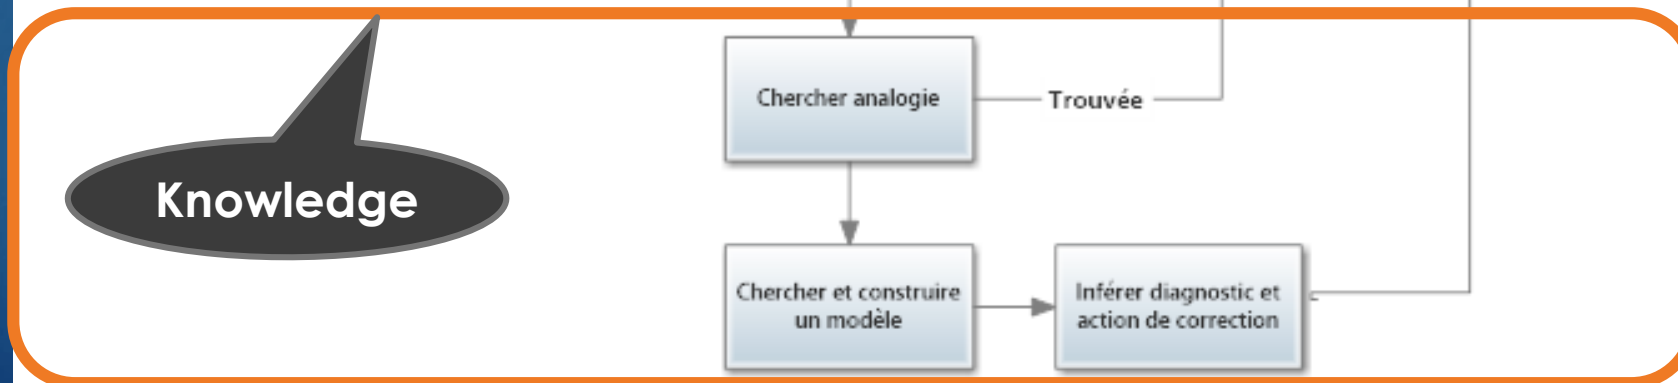 Chercher analogie
Trouvée
Knowledge
Chercher et construire
un modèle
Inférer diagnostic et
action de correction